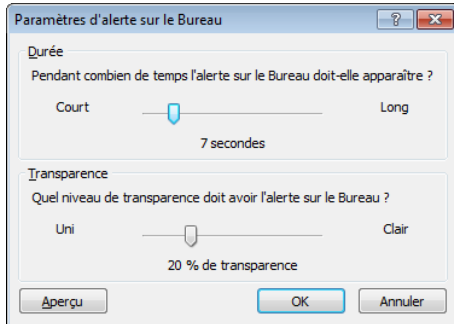 Paramètres d'alerte sur le Bureau
Durée
Pendant combien de temps l'alerte sur le Bureau doit-elle apparaître ?
Court Long
7 secondes
Transparence
Quel niveau de transparence doit avoir l'alerte sur le Bureau ?
Uni Clair
20 % de transparence
Aperçu OK Annuler